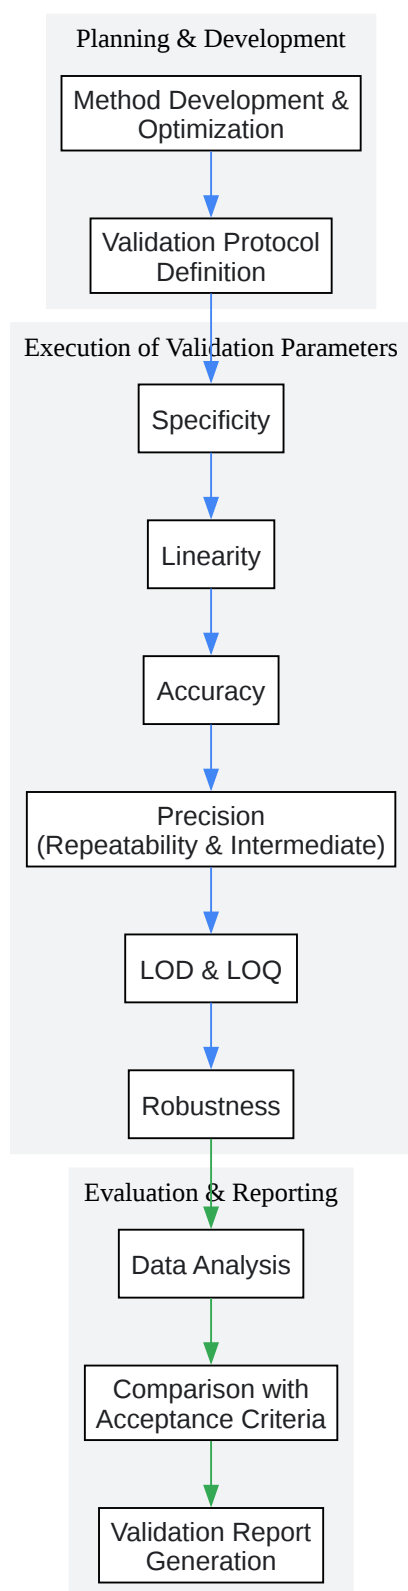 Planning & Development
Method Development &
Optimization
Validation Protocol
Definition
Execution of Validation Parameters
Specificity
Linearity
Accuracy
Precision
(Repeatability & Intermediate)
LOD & LOQ
Robustness
Evaluation & Reporting
Data Analysis
Comparison with
Acceptance Criteria
Validation Report
Generation